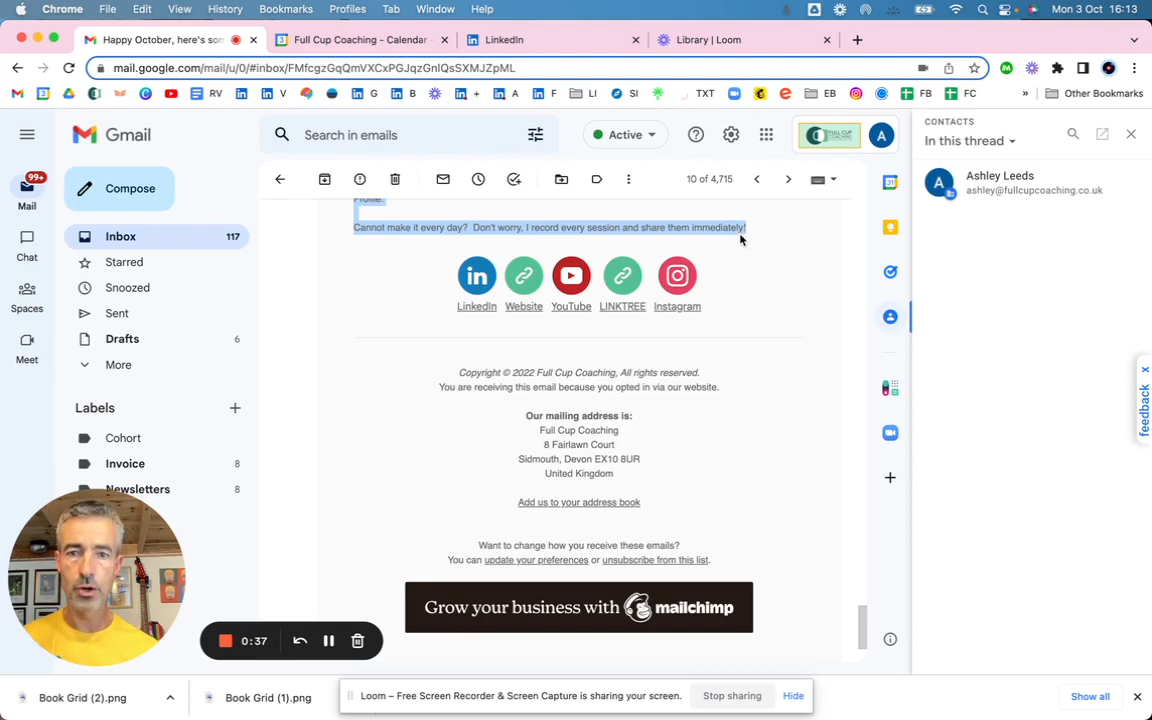 Chrome File Edit View History Bookmarks Profiles Tab Window Help Mon 3 Oct 16:13
Happy October, here's son Full Cup Coaching - Calendar LinkedIn Library | Loom
mail.google.com/mail/u/0/#inbox/FMfcgzGqQmVXCxPGJqzGnlQsSXMJZpML
RV V G B + A F LI SI TXT EB FB FC » Other Bookmarks
Gmail Search in emails Active FULL CUP COACHING A
CONTACTS
In this thread
Ashley Leeds
ashley@fullcupcoaching.co.uk
99+
Mail
Chat
Spaces
Meet
Compose
Inbox 117
Starred
Snoozed
Sent
Drafts 6
More
Labels
Cohort
Invoice 8
Newsletters 8
10 of 4,715
Profile.
Cannot make it every day? Don't worry, I record every session and share them immediately!
LinkedIn Website YouTube LINKTREE Instagram
Copyright © 2022 Full Cup Coaching, All rights reserved.
You are receiving this email because you opted in via our website.
Our mailing address is:
Full Cup Coaching
8 Fairlawn Court
Sidmouth, Devon EX10 8UR
United Kingdom
Add us to your address book
Want to change how you receive these emails?
You can update your preferences or unsubscribe from this list.
Grow your business with mailchimp
feedback x
0:37
Book Grid (2).png Book Grid (1).png
Loom – Free Screen Recorder & Screen Capture is sharing your screen. Stop sharing Hide
Show all